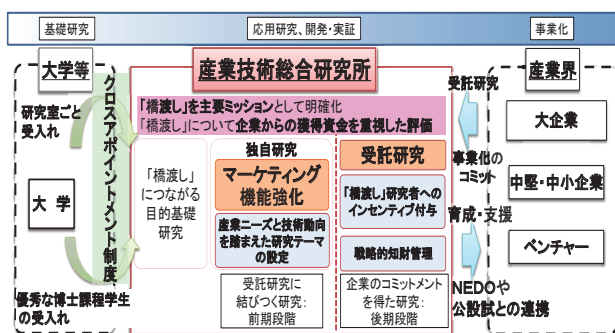 基礎研究
応用研究、開発・実証
事業化
大学等
研究室ごと
受入れ
大 学
優秀な博士課程学生
の受入れ
クロスアポイントメント制度
産業技術総合研究所
「橋渡し」を主要ミッションとして明確化
「橋渡し」について企業からの獲得資金を重視した評価
「橋渡し」
につながる
目的基礎
研究
独自研究
マーケティング
機能強化
産業ニーズと技術動向
を踏まえた研究テーマ
の設定
受託研究に
結びつく研究:
前期段階
受託研究
「橋渡し」研究者への
インセンティブ付与
戦略的知財管理
企業のコミットメント
を得た研究:
後期段階
受託研究
事業化の
コミット
育成・支援
NEDOや
公設試との連携
産業界
大企業
中堅・中小企業
ベンチャー